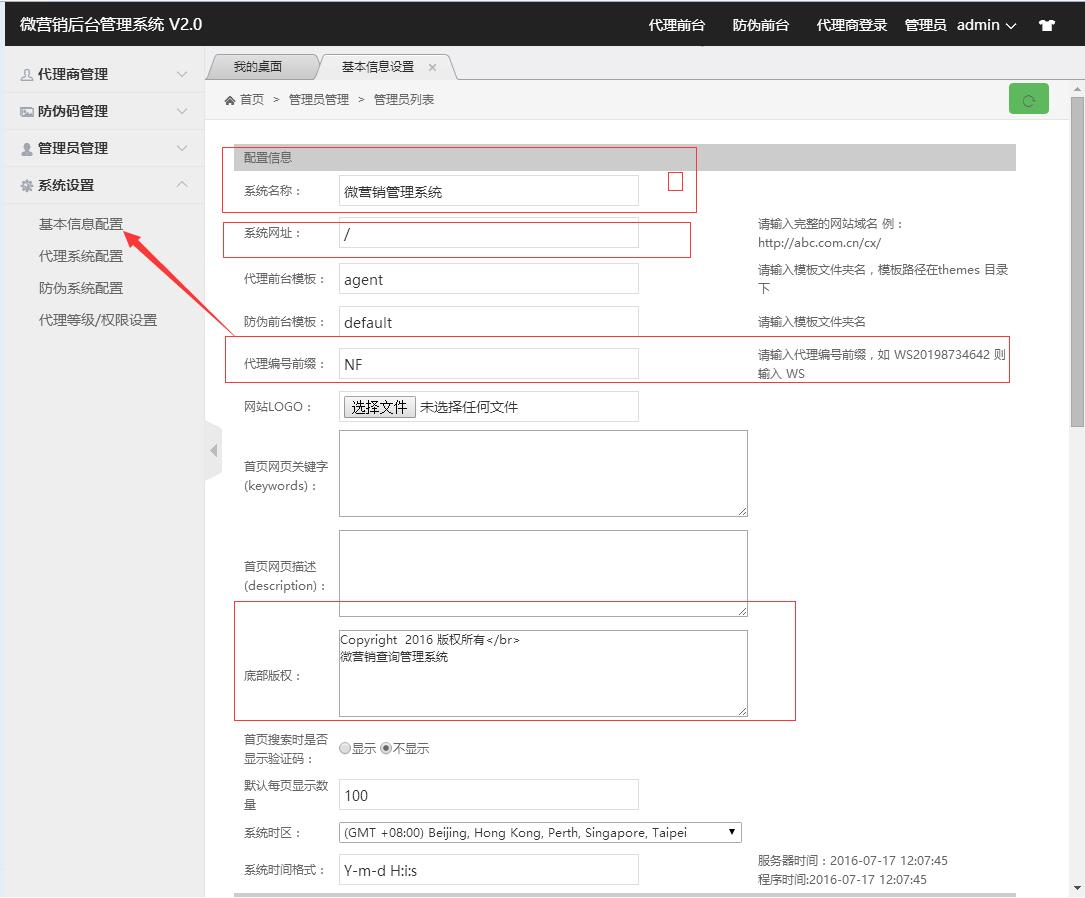 微营销后台管理系统 V2.0
代理前台 防伪前台 代理商登录 管理员 admin
代理商管理
防伪码管理
管理员管理
系统设置
基本信息配置
代理系统配置
防伪系统配置
代理等级/权限设置
我的桌面 基本信息设置 ×
首页 > 管理员管理 > 管理员列表
配置信息
系统名称： 微营销管理系统
系统网址： / 请输入完整的网站域名 例：
http://abc.com.cn/cx/
代理前台模板： agent 请输入模板文件夹名，模板路径在themes 目录
下
防伪前台模板： default 请输入模板文件夹名
代理编号前缀： NF 请输入代理编号前缀，如 WS20198734642 则
输入 WS
网站LOGO： 选择文件 未选择任何文件
首页网页关键字
(keywords)：
首页网页描述
(description)：
底部版权：
Copyright  2016 版权所有</br>
微营销查询管理系统
首页搜索时是否
显示验证码： 显示 不显示
默认每页显示数
量 100
系统时区： (GMT +08:00) Beijing, Hong Kong, Perth, Singapore, Taipei
系统时间格式： Y-m-d H:i:s 服务器时间：2016-07-17 12:07:45
程序时间:2016-07-17 12:07:45